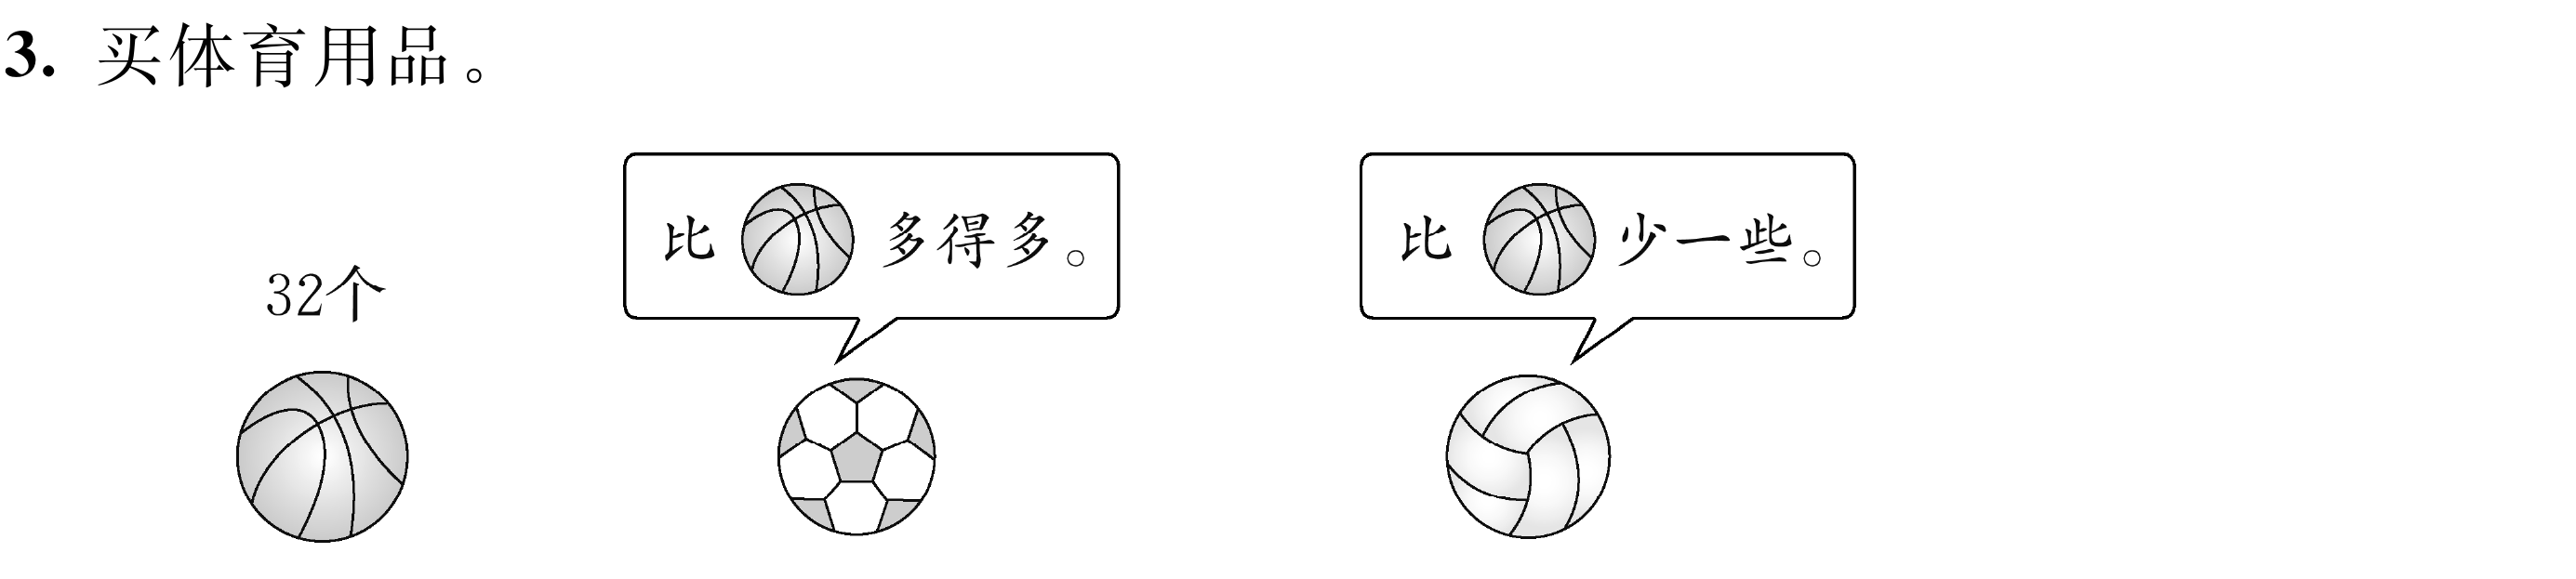 3. 买体育用品。
32个
比 多得多。
比 少一些。